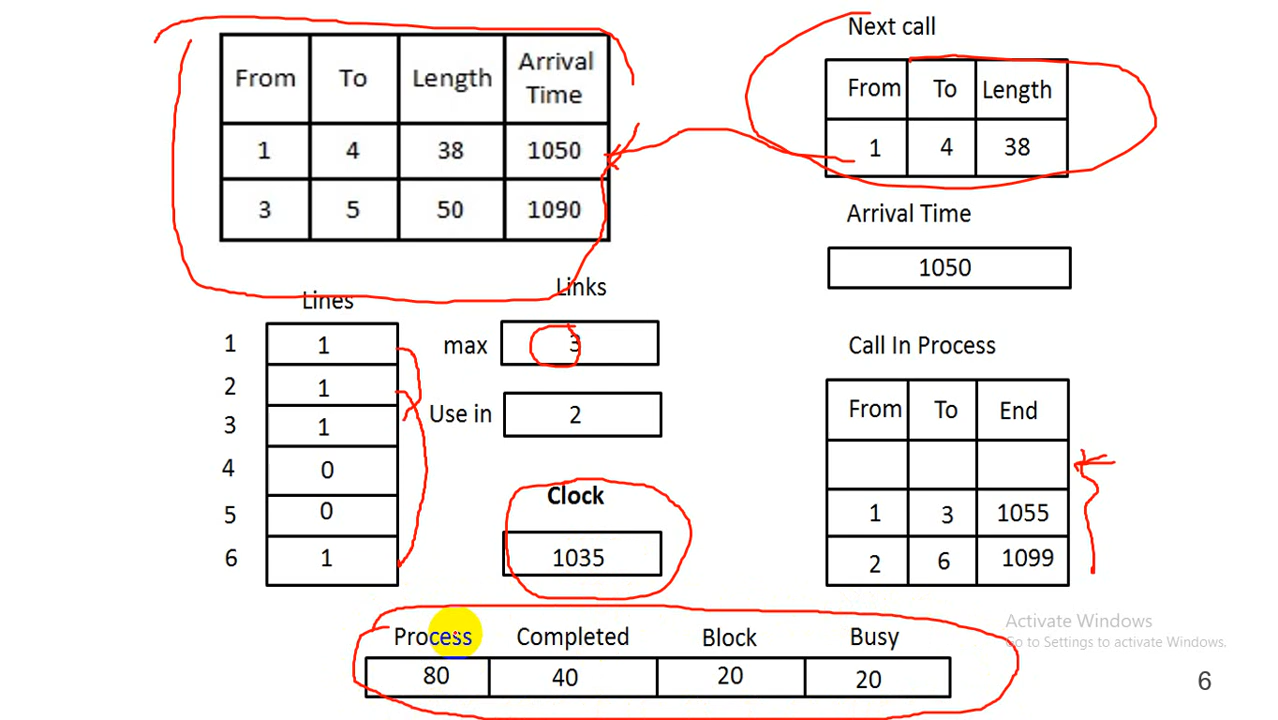 Next call
From To Length Arrival Time
1 4 38 1050
3 5 50 1090
From To Length
1 4 38
Arrival Time
1050
Lines
1 1
2 1
3 1
4 0
5 0
6 1
Links
max 3
Use in 2
Clock
1035
Call In Process
From To End
1 3 1055
2 6 1099
Process Completed Block Busy
80 40 20 20
Activate Windows
Go to Settings to activate Windows.
6